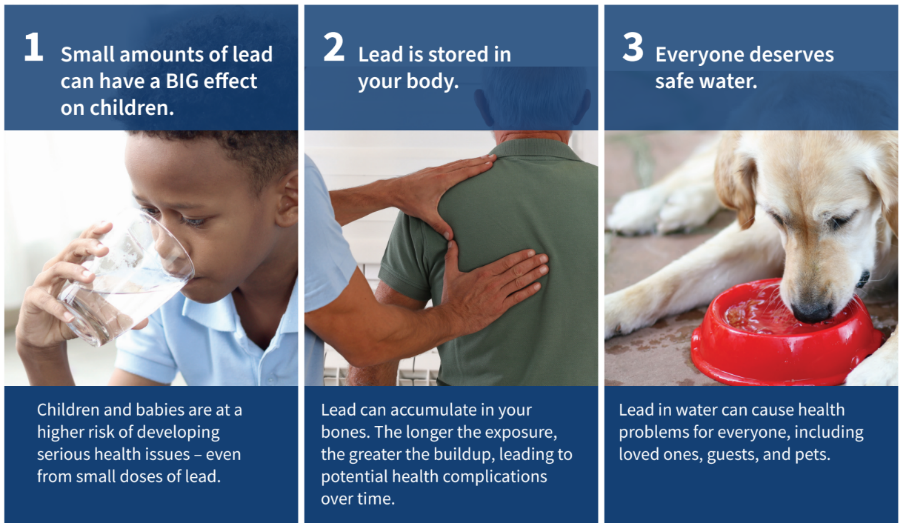 1 Small amounts of lead
can have a BIG effect
on children.
Children and babies are at a
higher risk of developing
serious health issues – even
from small doses of lead.
2 Lead is stored in
your body.
Lead can accumulate in your
bones. The longer the exposure,
the greater the buildup, leading to
potential health complications
over time.
3 Everyone deserves
safe water.
Lead in water can cause health
problems for everyone, including
loved ones, guests, and pets.